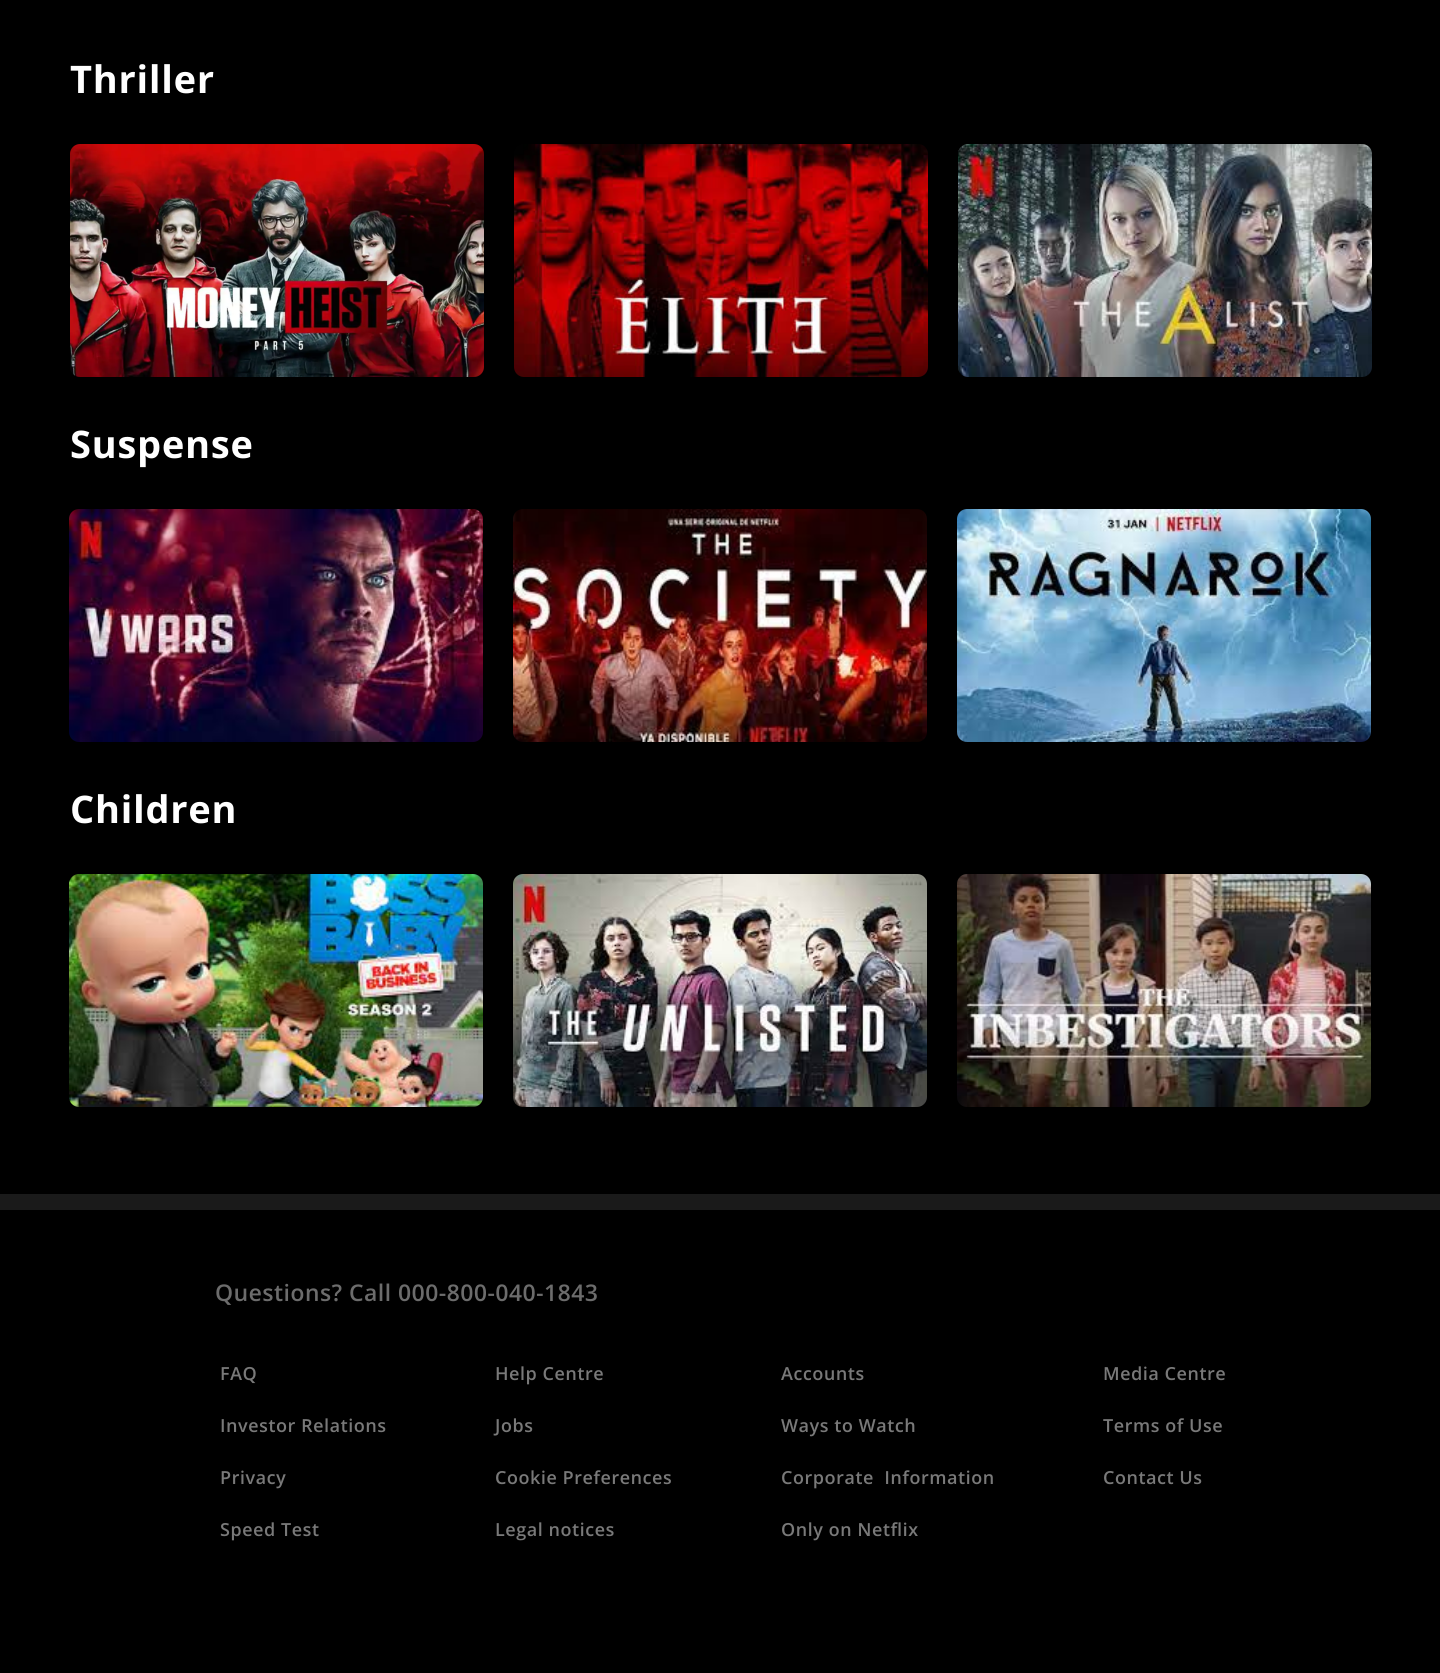 Thriller
MONEY HEIST
PART 5
ÉLITE
N
THE A LIST
Suspense
N
V WARS
UNA SERIE ORIGINAL DE NETFLIX
THE
SOCIETY
YA DISPONIBLE | NETFLIX
31 JAN | NETFLIX
RAGNAROK
Children
BOSS
BABY
BACK IN
BUSINESS
SEASON 2
N
THE UNLISTED
THE
INBESTIGATORS
Questions? Call 000-800-040-1843
FAQ
Help Centre
Accounts
Media Centre
Investor Relations
Jobs
Ways to Watch
Terms of Use
Privacy
Cookie Preferences
Corporate  Information
Contact Us
Speed Test
Legal notices
Only on Netflix